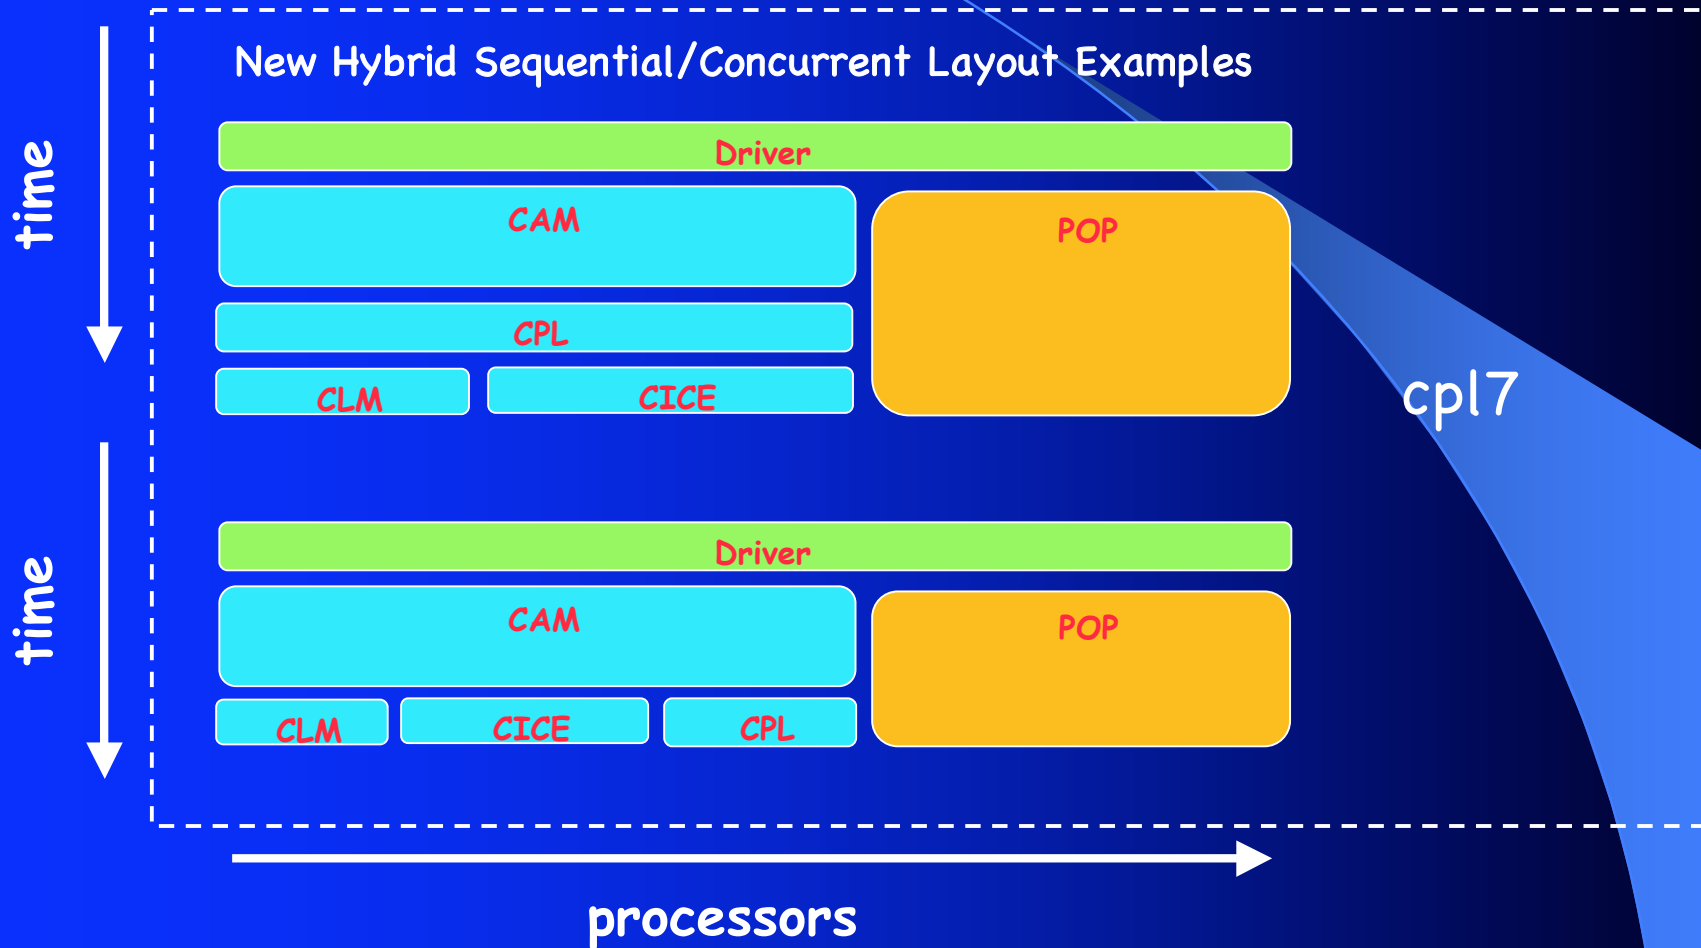 New Hybrid Sequential/Concurrent Layout Examples
time
Driver
CAM
POP
CPL
CLM
CICE
cpl7
time
Driver
CAM
POP
CLM
CICE
CPL
processors